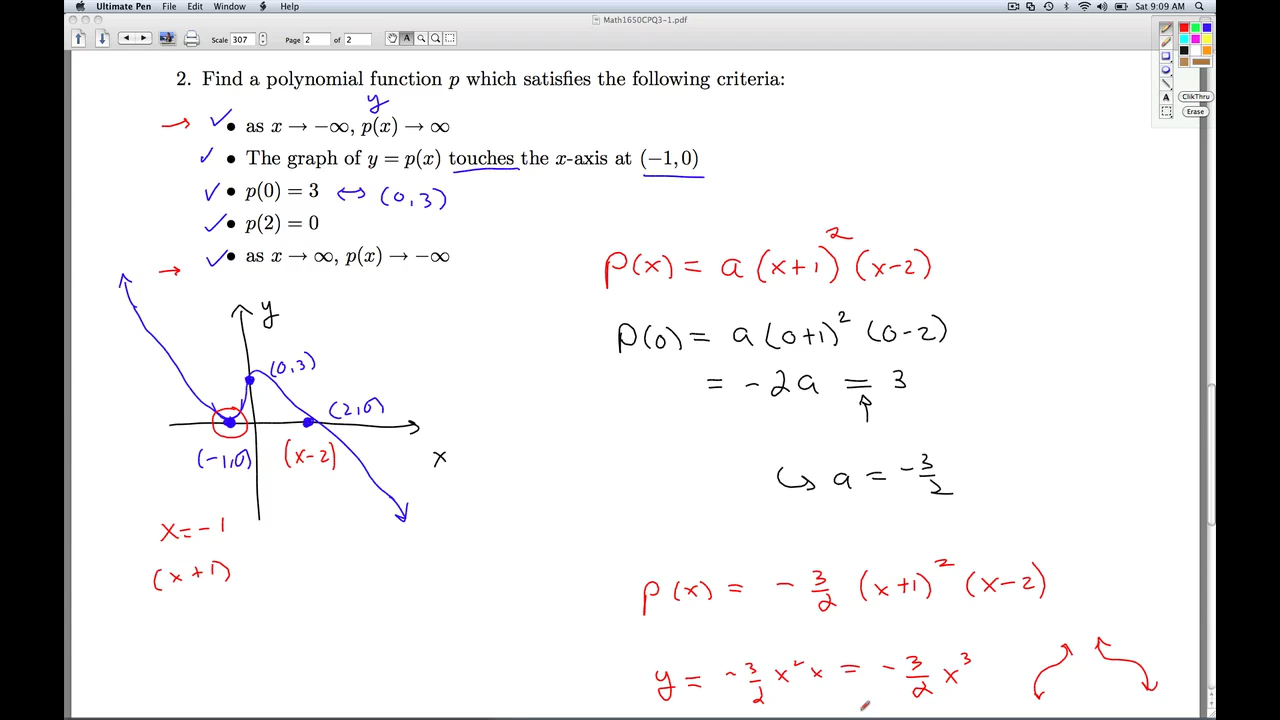 Ultimate Pen File Edit Window Help Sat 9:09 AM
Math1650CPQ3-1.pdf
Scale 307 Page 2 of 2
ClikThru
Erase
2. Find a polynomial function p which satisfies the following criteria:
y
→ ✓ • as x → −∞, p(x) → ∞
✓ • The graph of y = p(x) touches the x-axis at (−1, 0)
✓ • p(0) = 3 ↔ (0,3)
✓ • p(2) = 0
→ ✓ • as x → ∞, p(x) → −∞
y
(0,3)
(2,0)
(-1,0) (x-2) x
x = -1
(x+1)
p(x) = a (x+1)² (x-2)
p(0) = a (0+1)² (0-2)
= -2a = 3
↑
↪ a = -3/2
p(x) = - 3/2 (x+1)² (x-2)
y = -3/2 x² x = -3/2 x³